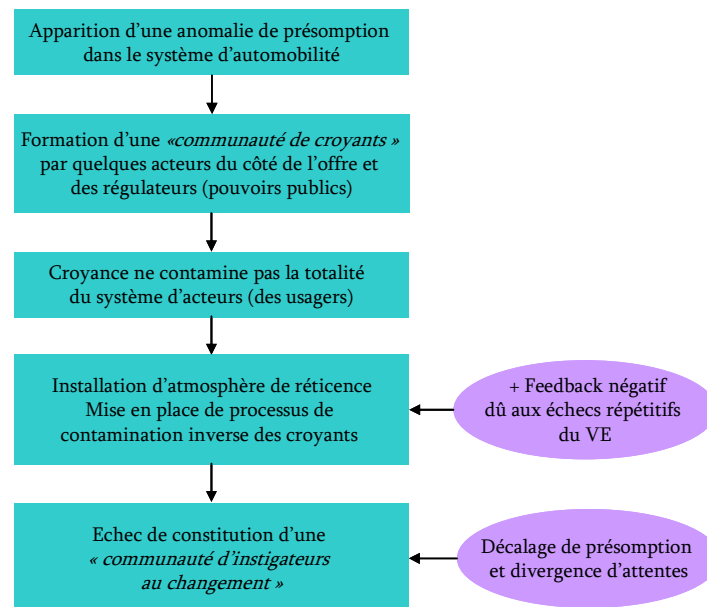 Apparition d'une anomalie de présomption
dans le système d'automobilité
Formation d'une «communauté de croyants »
par quelques acteurs du côté de l'offre et
des régulateurs (pouvoirs publics)
Croyance ne contamine pas la totalité
du système d'acteurs (des usagers)
Installation d'atmosphère de réticence
Mise en place de processus de
contamination inverse des croyants
+ Feedback négatif
dû aux échecs répétitifs
du VE
Echec de constitution d'une
« communauté d'instigateurs
au changement »
Décalage de présomption
et divergence d'attentes